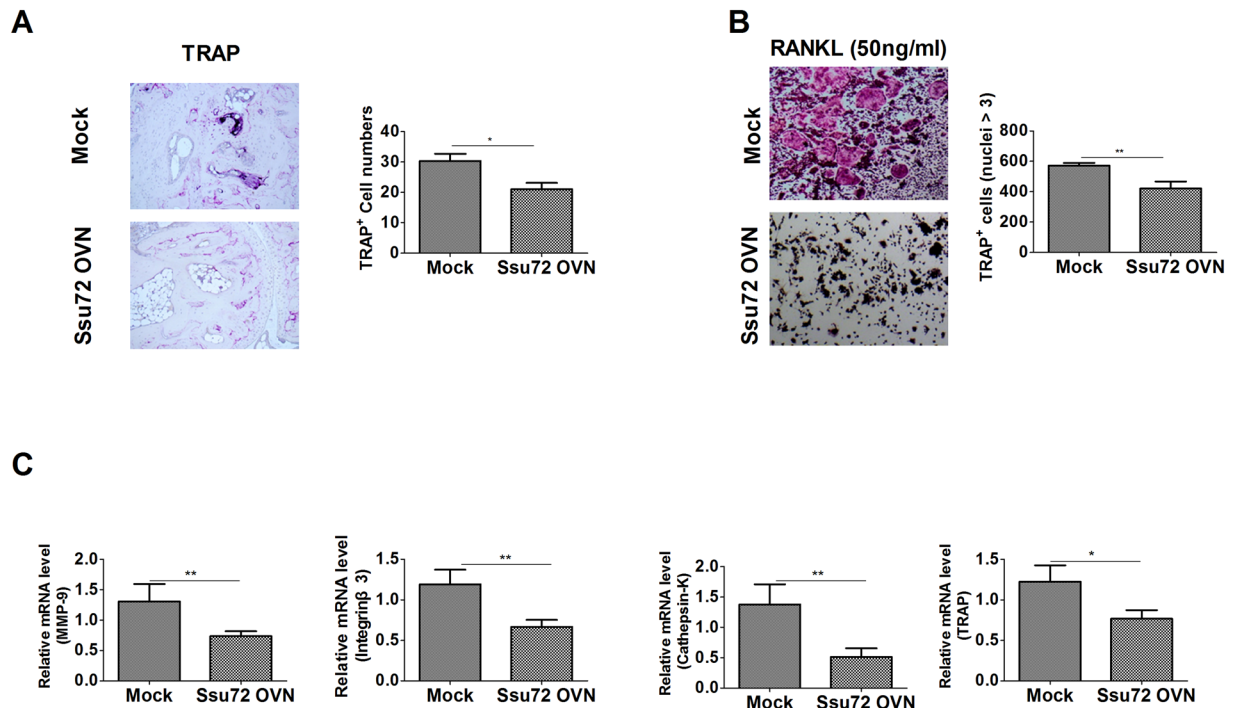 A
TRAP
Mock
Ssu72 OVN
TRAP+ Cell numbers
40
30
20
10
0
*
Mock
Ssu72 OVN
B
RANKL (50ng/ml)
Mock
Ssu72 OVN
TRAP+ cells (nuclei > 3)
800
600
400
200
0
**
Mock
Ssu72 OVN
C
Relative mRNA level
(MMP-9)
2.0
1.5
1.0
0.5
0.0
**
Mock
Ssu72 OVN
Relative mRNA level
(Integrinβ 3)
1.5
1.0
0.5
0.0
**
Mock
Ssu72 OVN
Relative mRNA level
(Cathepsin-K)
2.0
1.5
1.0
0.5
0.0
**
Mock
Ssu72 OVN
Relative mRNA level
(TRAP)
1.5
1.0
0.5
0.0
*
Mock
Ssu72 OVN